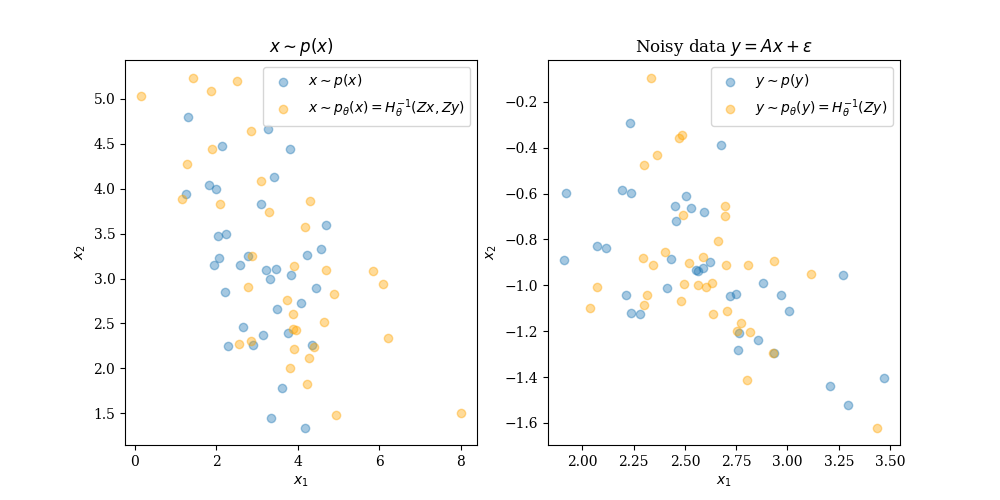 x ~ p(x)
x ~ p(x)
x ~ pθ(x) = Hθ⁻¹(Zx, Zy)
5.0
4.5
4.0
3.5
3.0
2.5
2.0
1.5
x₂
0 2 4 6 8
x₁
Noisy data y = Ax + ε
y ~ p(y)
y ~ pθ(y) = Hθ⁻¹(Zy)
−0.2
−0.4
−0.6
−0.8
−1.0
−1.2
−1.4
−1.6
x₂
2.00 2.25 2.50 2.75 3.00 3.25 3.50
x₁